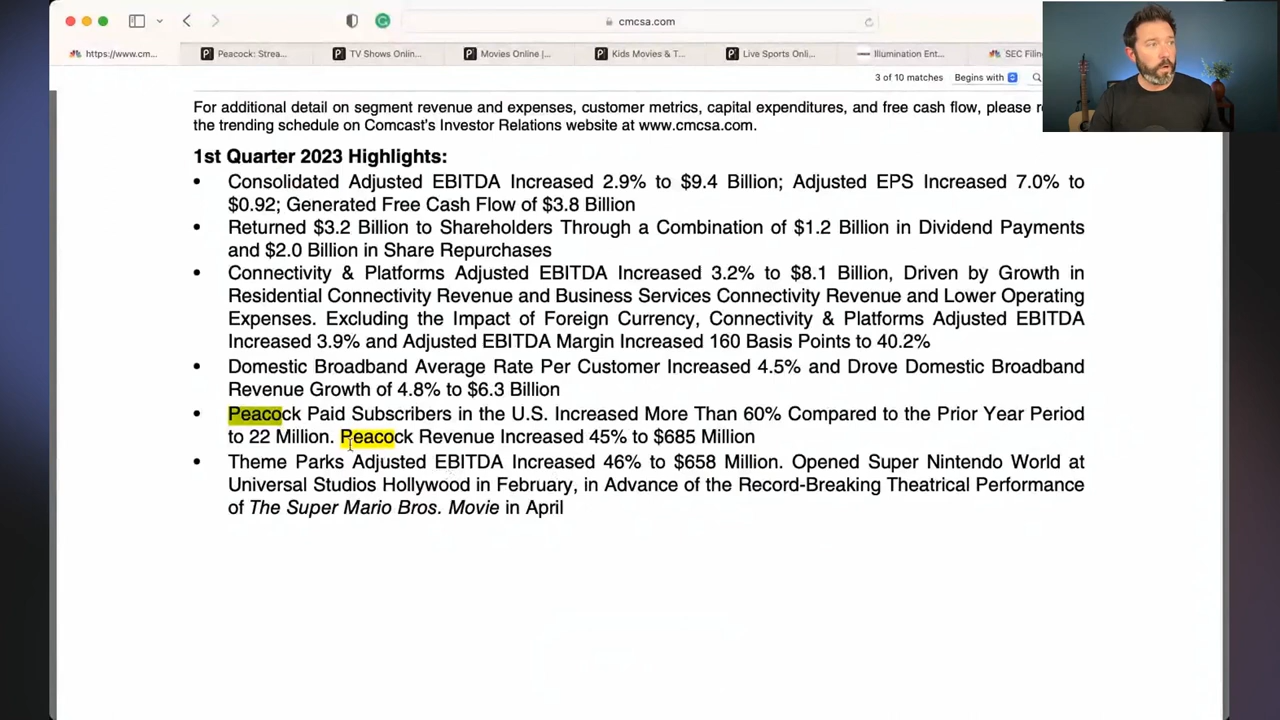 cmcsa.com
https://www.cm...
Peacock: Strea...
TV Shows Onlin...
Movies Online |...
Kids Movies & T...
Live Sports Onli...
Illumination Ent...
SEC Filin
3 of 10 matches
Begins with
For additional detail on segment revenue and expenses, customer metrics, capital expenditures, and free cash flow, please re
the trending schedule on Comcast's Investor Relations website at www.cmcsa.com.
1st Quarter 2023 Highlights:
• Consolidated Adjusted EBITDA Increased 2.9% to $9.4 Billion; Adjusted EPS Increased 7.0% to
$0.92; Generated Free Cash Flow of $3.8 Billion
• Returned $3.2 Billion to Shareholders Through a Combination of $1.2 Billion in Dividend Payments
and $2.0 Billion in Share Repurchases
• Connectivity & Platforms Adjusted EBITDA Increased 3.2% to $8.1 Billion, Driven by Growth in
Residential Connectivity Revenue and Business Services Connectivity Revenue and Lower Operating
Expenses. Excluding the Impact of Foreign Currency, Connectivity & Platforms Adjusted EBITDA
Increased 3.9% and Adjusted EBITDA Margin Increased 160 Basis Points to 40.2%
• Domestic Broadband Average Rate Per Customer Increased 4.5% and Drove Domestic Broadband
Revenue Growth of 4.8% to $6.3 Billion
• Peacock Paid Subscribers in the U.S. Increased More Than 60% Compared to the Prior Year Period
to 22 Million. Peacock Revenue Increased 45% to $685 Million
• Theme Parks Adjusted EBITDA Increased 46% to $658 Million. Opened Super Nintendo World at
Universal Studios Hollywood in February, in Advance of the Record-Breaking Theatrical Performance
of The Super Mario Bros. Movie in April